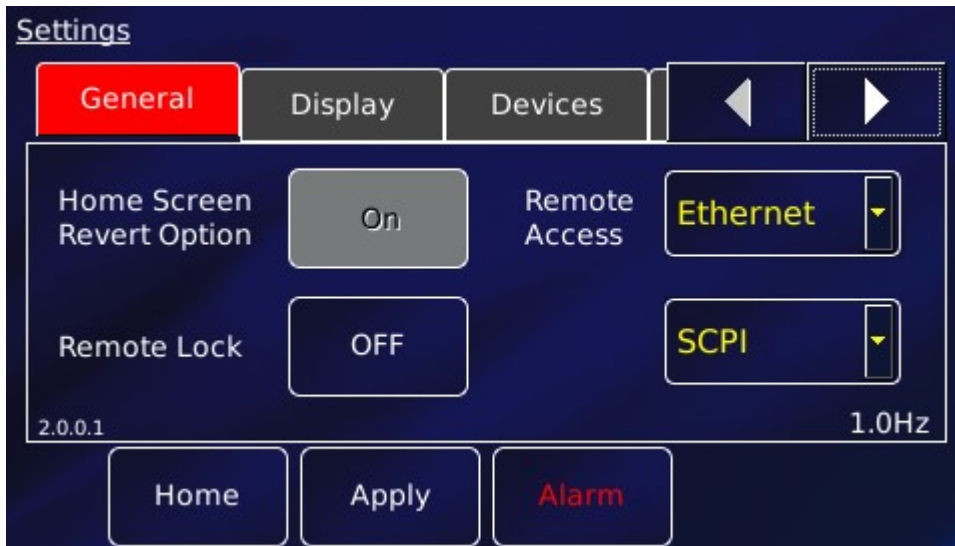 Settings
General
Display
Devices
Home Screen
Revert Option
On
Remote
Access
Ethernet
Remote Lock
OFF
SCPI
2.0.0.1
1.0Hz
Home
Apply
Alarm